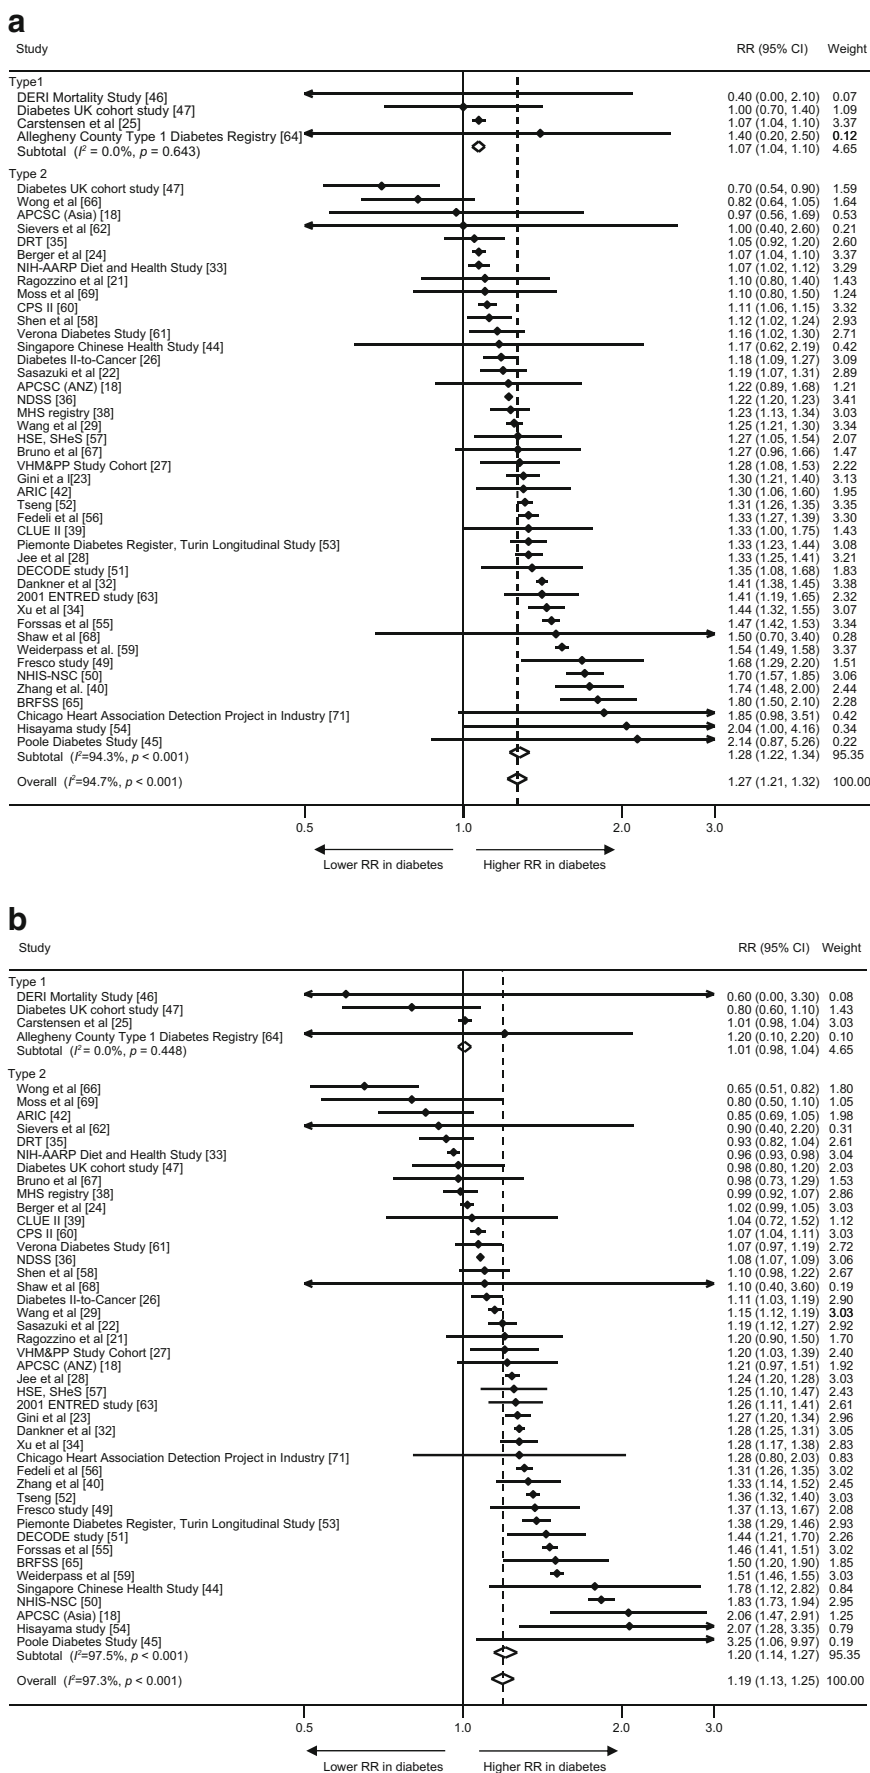 a
Study RR (95% CI) Weight
Type1
DERI Mortality Study [46] 0.40 (0.00, 2.10) 0.07
Diabetes UK cohort study [47] 1.00 (0.70, 1.40) 1.09
Carstensen et al [25] 1.07 (1.04, 1.10) 3.37
Allegheny County Type 1 Diabetes Registry [64] 1.40 (0.20, 2.50) 0.12
Subtotal (I² = 0.0%, p = 0.643) 1.07 (1.04, 1.10) 4.65
Type 2
Diabetes UK cohort study [47] 0.70 (0.54, 0.90) 1.59
Wong et al [66] 0.82 (0.64, 1.05) 1.64
APCSC (Asia) [18] 0.97 (0.56, 1.69) 0.53
Sievers et al [62] 1.00 (0.40, 2.60) 0.21
DRT [35] 1.05 (0.92, 1.20) 2.60
Berger et al [24] 1.07 (1.04, 1.10) 3.37
NIH-AARP Diet and Health Study [33] 1.07 (1.02, 1.12) 3.29
Ragozzino et al [21] 1.10 (0.80, 1.40) 1.43
Moss et al [69] 1.10 (0.80, 1.50) 1.24
CPS II [60] 1.11 (1.06, 1.15) 3.32
Shen et al [58] 1.12 (1.02, 1.24) 2.93
Verona Diabetes Study [61] 1.16 (1.02, 1.30) 2.71
Singapore Chinese Health Study [44] 1.17 (0.62, 2.19) 0.42
Diabetes II-to-Cancer [26] 1.18 (1.09, 1.27) 3.09
Sasazuki et al [22] 1.19 (1.07, 1.31) 2.89
APCSC (ANZ) [18] 1.22 (0.89, 1.68) 1.21
NDSS [36] 1.22 (1.20, 1.23) 3.41
MHS registry [38] 1.23 (1.13, 1.34) 3.03
Wang et al [29] 1.25 (1.21, 1.30) 3.34
HSE, SHeS [57] 1.27 (1.05, 1.54) 2.07
Bruno et al [67] 1.27 (0.96, 1.66) 1.47
VHM&PP Study Cohort [27] 1.28 (1.08, 1.53) 2.22
Gini et al[23] 1.30 (1.21, 1.40) 3.13
ARIC [42] 1.30 (1.06, 1.60) 1.95
Tseng [52] 1.31 (1.26, 1.35) 3.35
Fedeli et al [56] 1.33 (1.27, 1.39) 3.30
CLUE II [39] 1.33 (1.00, 1.75) 1.43
Piemonte Diabetes Register, Turin Longitudinal Study [53] 1.33 (1.23, 1.44) 3.08
Jee et al [28] 1.33 (1.25, 1.41) 3.21
DECODE study [51] 1.35 (1.08, 1.68) 1.83
Dankner et al [32] 1.41 (1.38, 1.45) 3.38
2001 ENTRED study [63] 1.41 (1.19, 1.65) 2.32
Xu et al [34] 1.44 (1.32, 1.55) 3.07
Forssas et al [55] 1.47 (1.42, 1.53) 3.34
Shaw et al [68] 1.50 (0.70, 3.40) 0.28
Weiderpass et al. [59] 1.54 (1.49, 1.58) 3.37
Fresco study [49] 1.68 (1.29, 2.20) 1.51
NHIS-NSC [50] 1.70 (1.57, 1.85) 3.06
Zhang et al. [40] 1.74 (1.48, 2.00) 2.44
BRFSS [65] 1.80 (1.50, 2.10) 2.28
Chicago Heart Association Detection Project in Industry [71] 1.85 (0.98, 3.51) 0.42
Hisayama study [54] 2.04 (1.00, 4.16) 0.34
Poole Diabetes Study [45] 2.14 (0.87, 5.26) 0.22
Subtotal (I²=94.3%, p < 0.001) 1.28 (1.22, 1.34) 95.35
Overall (I²=94.7%, p < 0.001) 1.27 (1.21, 1.32) 100.00
0.5 1.0 2.0 3.0
Lower RR in diabetes Higher RR in diabetes
b
Study RR (95% CI) Weight
Type 1
DERI Mortality Study [46] 0.60 (0.00, 3.30) 0.08
Diabetes UK cohort study [47] 0.80 (0.60, 1.10) 1.43
Carstensen et al [25] 1.01 (0.98, 1.04) 3.03
Allegheny County Type 1 Diabetes Registry [64] 1.20 (0.10, 2.20) 0.10
Subtotal (I² = 0.0%, p = 0.448) 1.01 (0.98, 1.04) 4.65
Type 2
Wong et al [66] 0.65 (0.51, 0.82) 1.80
Moss et al [69] 0.80 (0.50, 1.10) 1.05
ARIC [42] 0.85 (0.69, 1.05) 1.98
Sievers et al [62] 0.90 (0.40, 2.20) 0.31
DRT [35] 0.93 (0.82, 1.04) 2.61
NIH-AARP Diet and Health Study [33] 0.96 (0.93, 0.98) 3.04
Diabetes UK cohort study [47] 0.98 (0.80, 1.20) 2.03
Bruno et al [67] 0.98 (0.73, 1.29) 1.53
MHS registry [38] 0.99 (0.92, 1.07) 2.86
Berger et al [24] 1.02 (0.99, 1.05) 3.03
CLUE II [39] 1.04 (0.72, 1.52) 1.12
CPS II [60] 1.07 (1.04, 1.11) 3.03
Verona Diabetes Study [61] 1.07 (0.97, 1.19) 2.72
NDSS [36] 1.08 (1.07, 1.09) 3.06
Shen et al [58] 1.10 (0.98, 1.22) 2.67
Shaw et al [68] 1.10 (0.40, 3.60) 0.19
Diabetes II-to-Cancer [26] 1.11 (1.03, 1.19) 2.90
Wang et al [29] 1.15 (1.12, 1.19) 3.03
Sasazuki et al [22] 1.19 (1.12, 1.27) 2.92
Ragozzino et al [21] 1.20 (0.90, 1.50) 1.70
VHM&PP Study Cohort [27] 1.20 (1.03, 1.39) 2.40
APCSC (ANZ) [18] 1.21 (0.97, 1.51) 1.92
Jee et al [28] 1.24 (1.20, 1.28) 3.03
HSE, SHeS [57] 1.25 (1.10, 1.47) 2.43
2001 ENTRED study [63] 1.26 (1.11, 1.41) 2.61
Gini et al [23] 1.27 (1.20, 1.34) 2.96
Dankner et al [32] 1.28 (1.25, 1.31) 3.05
Xu et al [34] 1.28 (1.17, 1.38) 2.83
Chicago Heart Association Detection Project in Industry [71] 1.28 (0.80, 2.03) 0.83
Fedeli et al [56] 1.31 (1.26, 1.35) 3.02
Zhang et al [40] 1.33 (1.14, 1.52) 2.45
Tseng [52] 1.36 (1.32, 1.40) 3.03
Fresco study [49] 1.37 (1.13, 1.67) 2.08
Piemonte Diabetes Register, Turin Longitudinal Study [53] 1.38 (1.29, 1.46) 2.93
DECODE study [51] 1.44 (1.21, 1.70) 2.26
Forssas et al [55] 1.46 (1.41, 1.51) 3.02
BRFSS [65] 1.50 (1.20, 1.90) 1.85
Weiderpass et al [59] 1.51 (1.46, 1.55) 3.03
Singapore Chinese Health Study [44] 1.78 (1.12, 2.82) 0.84
NHIS-NSC [50] 1.83 (1.73, 1.94) 2.95
APCSC (Asia) [18] 2.06 (1.47, 2.91) 1.25
Hisayama study [54] 2.07 (1.28, 3.35) 0.79
Poole Diabetes Study [45] 3.25 (1.06, 9.97) 0.19
Subtotal (I²=97.5%, p < 0.001) 1.20 (1.14, 1.27) 95.35
Overall (I²=97.3%, p < 0.001) 1.19 (1.13, 1.25) 100.00
0.5 1.0 2.0 3.0
Lower RR in diabetes Higher RR in diabetes